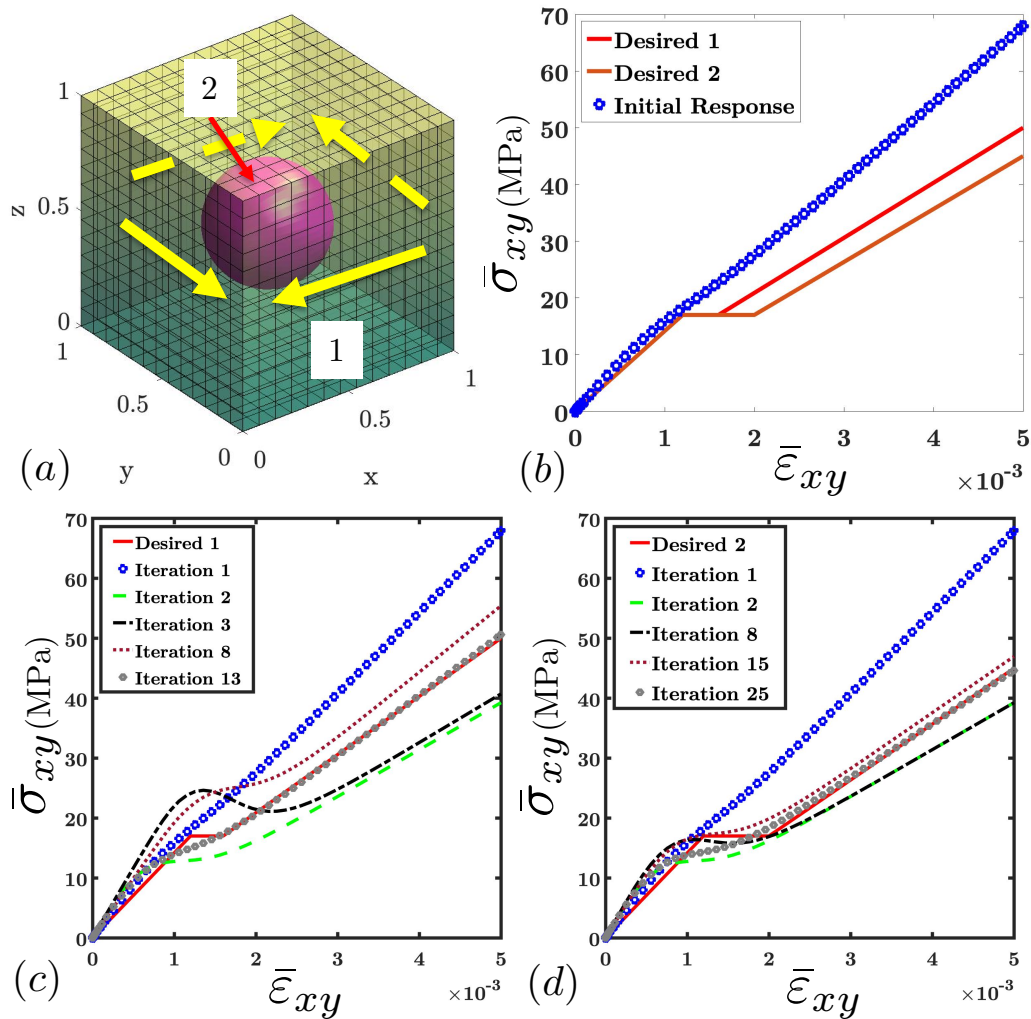 2
1
0.5
0
z
1
0.5
0
y
0
0.5
1
x
1
(a)
70
60
50
40
30
20
10
0
σ̄xy(MPa)
Desired 1
Desired 2
Initial Response
0 1 2 3 4 5
ε̄xy
×10⁻³
(b)
70
60
50
40
30
20
10
0
σ̄xy(MPa)
Desired 1
Iteration 1
Iteration 2
Iteration 3
Iteration 8
Iteration 13
0 1 2 3 4 5
ε̄xy
×10⁻³
(c)
70
60
50
40
30
20
10
0
σ̄xy(MPa)
Desired 2
Iteration 1
Iteration 2
Iteration 8
Iteration 15
Iteration 25
0 1 2 3 4 5
ε̄xy
×10⁻³
(d)